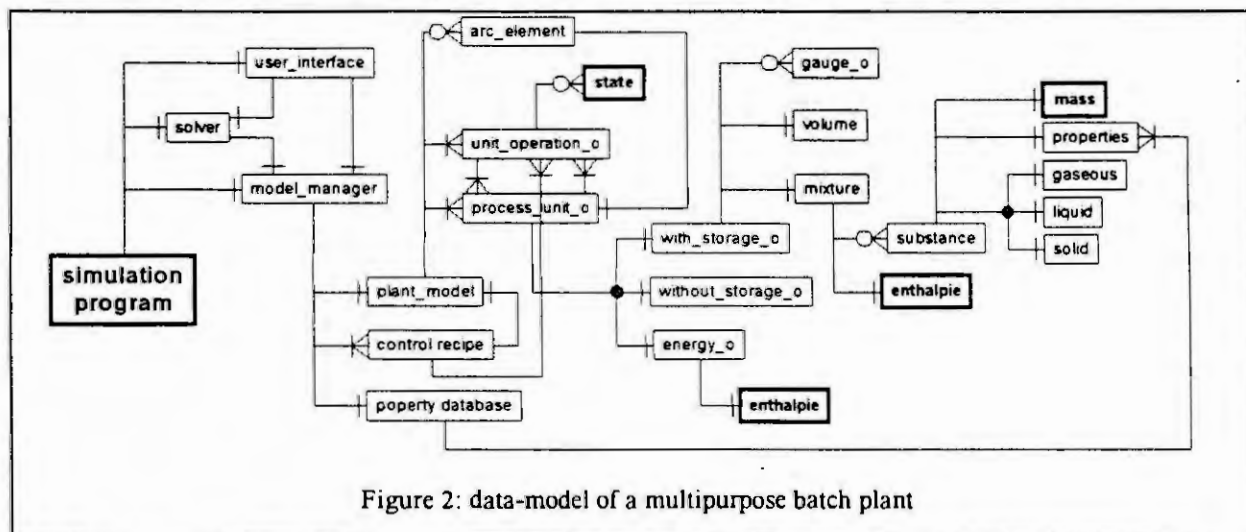 arc_element
user_interface
gauge_o
state
mass
solver
volume
properties
unit_operation_o
gaseous
model_manager
mixture
process_unit_o
liquid
with_storage_o
substance
solid
simulation
program
plant_model
without_storage_o
enthalpie
control recipe
energy_o
poperty database
enthalpie
Figure 2: data-model of a multipurpose batch plant